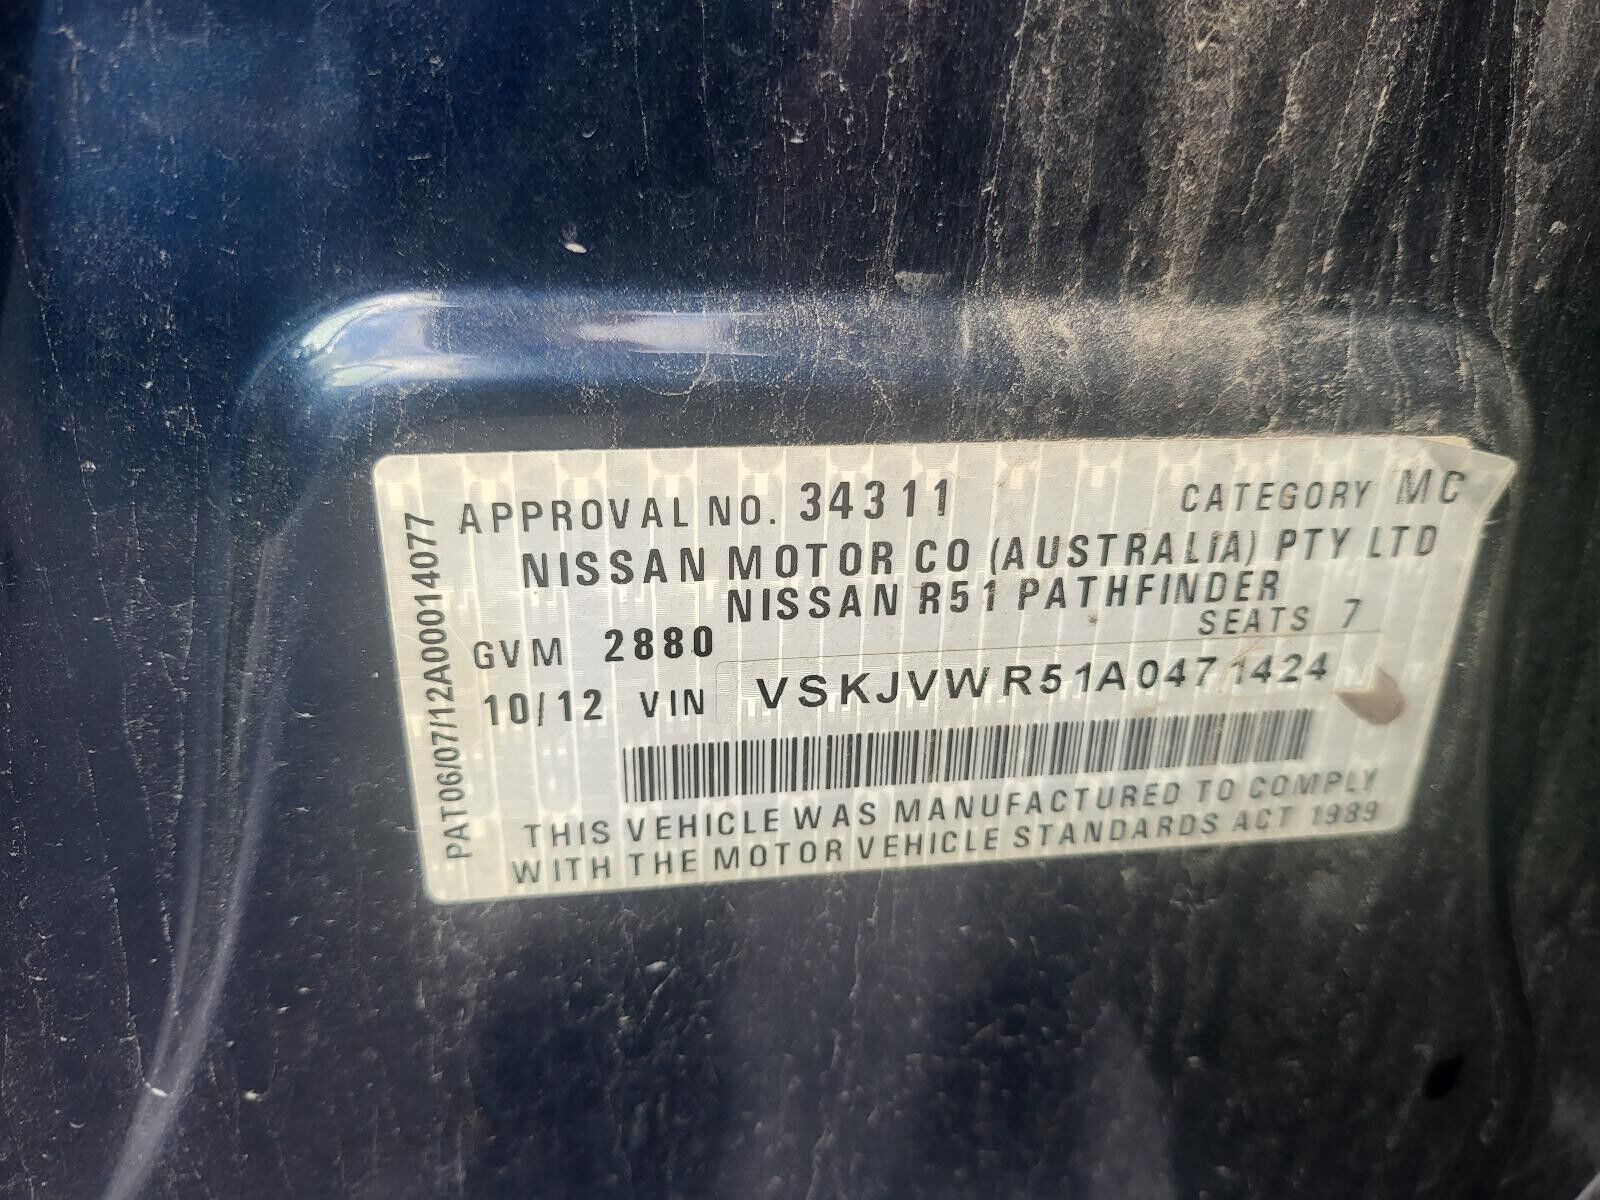 APPROVAL NO. 34311 CATEGORY MC
NISSAN MOTOR CO (AUSTRALIA) PTY LTD
NISSAN R51 PATHFINDER
GVM 2880 SEATS 7
10/12 VIN VSKJVWR51A0471424
THIS VEHICLE WAS MANUFACTURED TO COMPLY
WITH THE MOTOR VEHICLE STANDARDS ACT 1989
PAT06/07/12A000014077